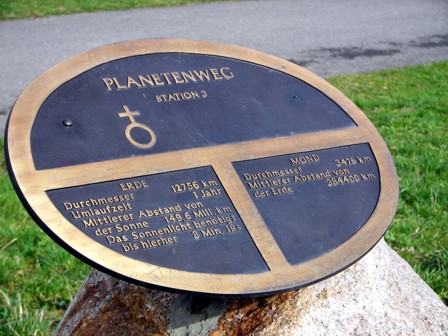 PLANETENWEG
STATION 3
ERDE
Durchmesser 12756 km
Umlaufzeit 1 Jahr
Mittlerer Abstand von
der Sonne 149.6 Mill. km
Das Sonnenlicht benötigt
bis hierher 8 Min 19s
MOND
Durchmesser 3476 km
Mittlerer Abstand von
der Erde 384400 km